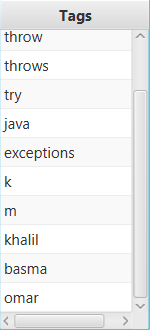 Tags
throw
throws
try
java
exceptions
k
m
khalil
basma
omar